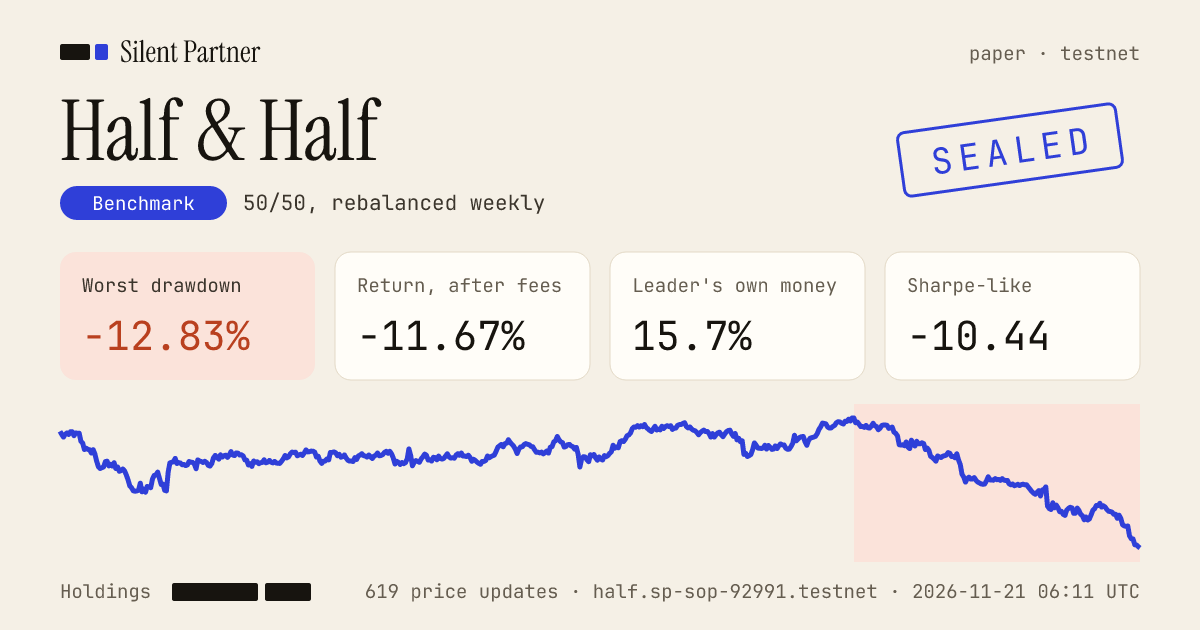 Silent Partner
paper · testnet
Half & Half
SEALED
Benchmark 50/50, rebalanced weekly
Worst drawdown
-12.83%
Return, after fees
-11.67%
Leader's own money
15.7%
Sharpe-like
-10.44
Holdings
619 price updates · half.sp-sop-92991.testnet · 2026-11-21 06:11 UTC